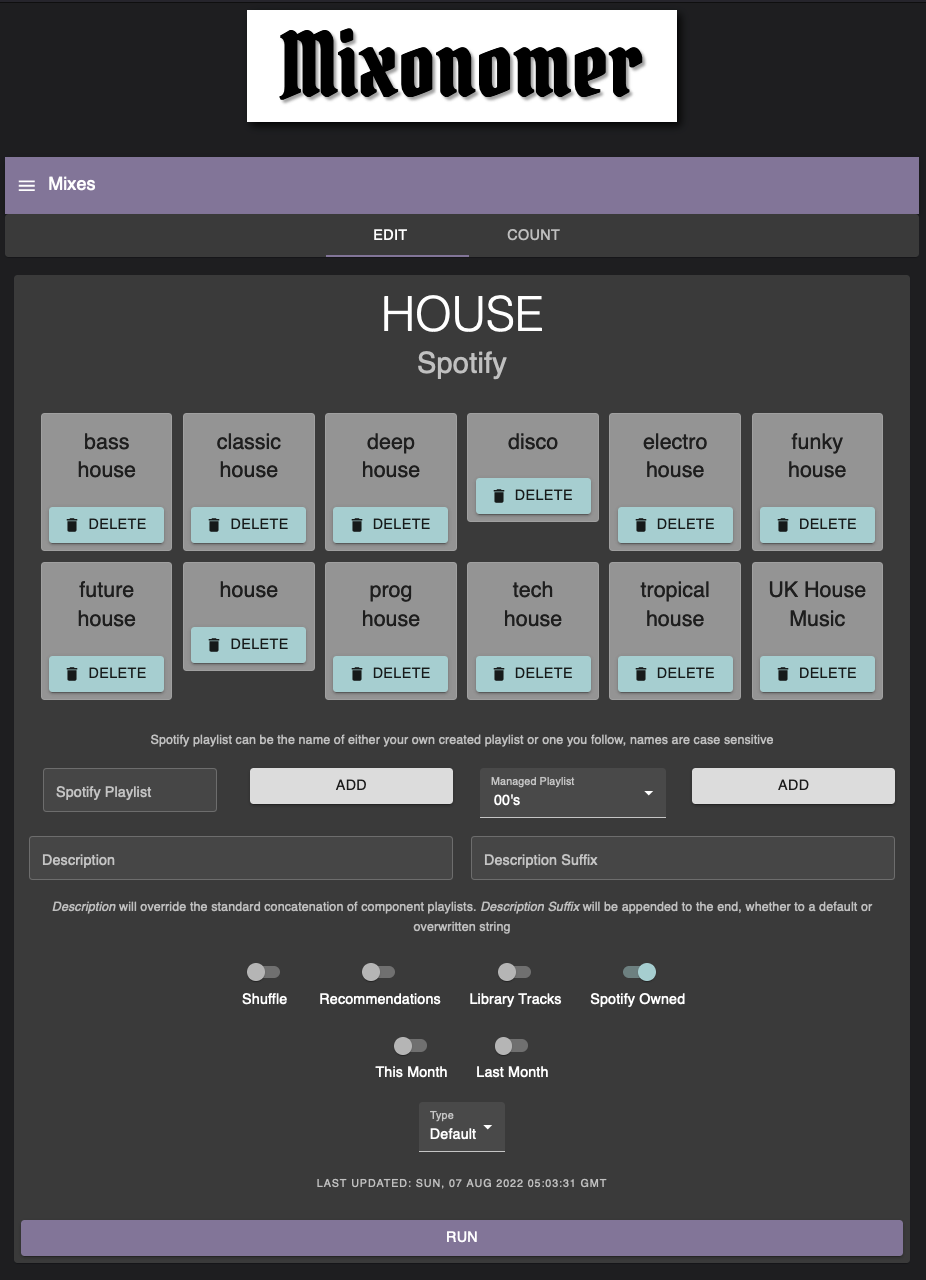 Mixonomer
Mixes
EDIT
COUNT
HOUSE
Spotify
bass
house
DELETE
classic
house
DELETE
deep
house
DELETE
disco
DELETE
electro
house
DELETE
funky
house
DELETE
future
house
DELETE
house
DELETE
prog
house
DELETE
tech
house
DELETE
tropical
house
DELETE
UK House
Music
DELETE
Spotify playlist can be the name of either your own created playlist or one you follow, names are case sensitive
Spotify Playlist
ADD
Managed Playlist
00's
ADD
Description
Description Suffix
Description will override the standard concatenation of component playlists. Description Suffix will be appended to the end, whether to a default or
overwritten string
Shuffle
Recommendations
Library Tracks
Spotify Owned
This Month
Last Month
Type
Default
LAST UPDATED: SUN, 07 AUG 2022 05:03:31 GMT
RUN